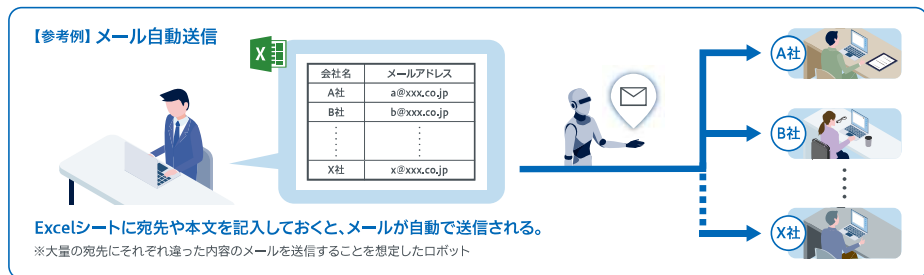 【参考例】メール自動送信
X
会社名 メールアドレス
A社 a@xxx.co.jp
B社 b@xxx.co.jp
X社 x@xxx.co.jp
A社
B社
X社
Excelシートに宛先や本文を記入しておくと、メールが自動で送信される。
※大量の宛先にそれぞれ違った内容のメールを送信することを想定したロボット